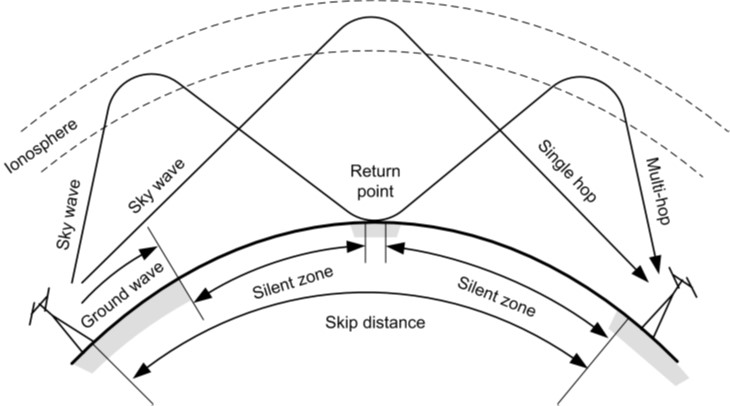 Ionosphere
Sky wave
Sky wave
Return
point
Single hop
Multi-hop
Ground wave
Silent zone
Silent zone
Skip distance